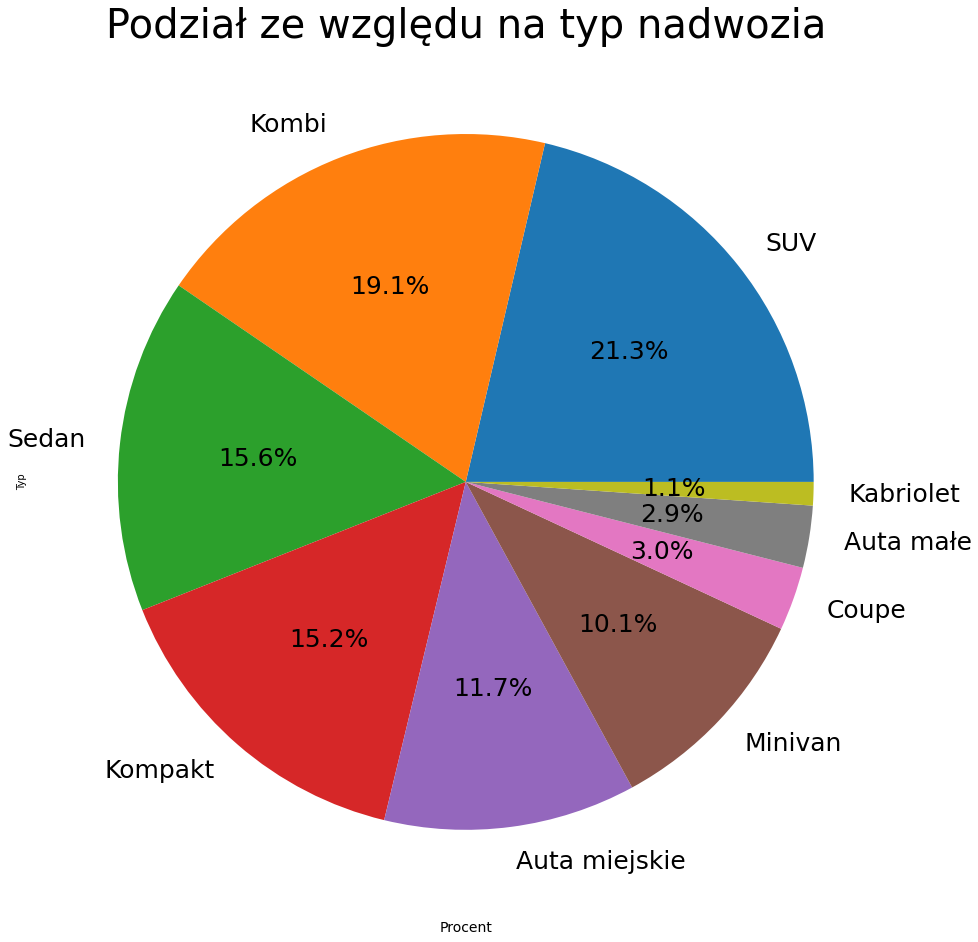 Podział ze względu na typ nadwozia
Kombi
SUV
19.1%
21.3%
Sedan
15.6%
Typ
1.1%
Kabriolet
2.9%
Auta małe
3.0%
Coupe
10.1%
15.2%
11.7%
Minivan
Kompakt
Auta miejskie
Procent